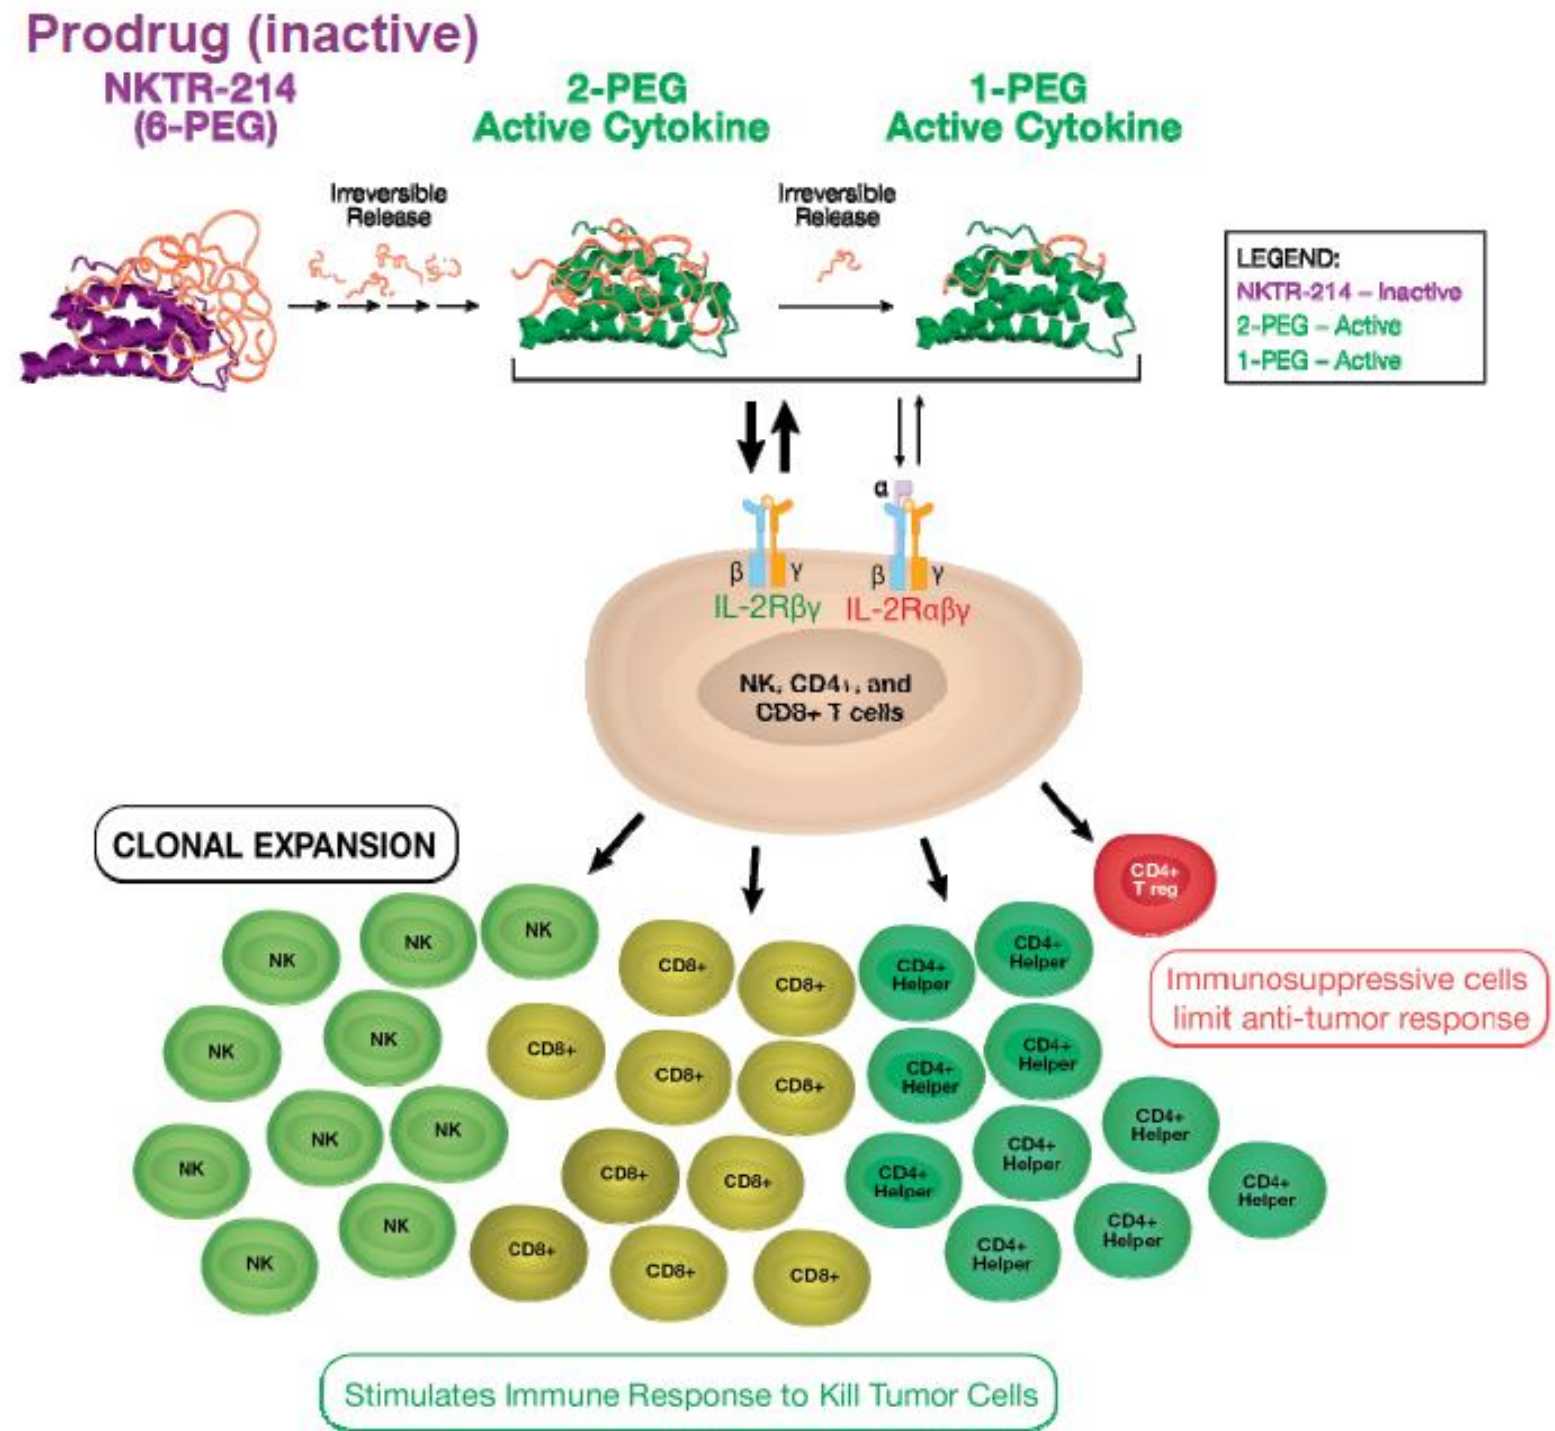 Prodrug (inactive)
NKTR-214
(6-PEG)
2-PEG
Active Cytokine
1-PEG
Active Cytokine
Irreversible
Release
Irreversible
Release
LEGEND:
NKTR-214 – Inactive
2-PEG – Active
1-PEG – Active
α
β
γ
β
γ
IL-2Rβγ
IL-2Rαβγ
NK, CD4+, and
CD8+ T cells
CLONAL EXPANSION
CD4+
T reg
Immunosuppressive cells
limit anti-tumor response
NK
NK
NK
NK
NK
NK
NK
NK
NK
NK
CD8+
CD8+
CD8+
CD8+
CD8+
CD8+
CD8+
CD8+
CD8+
CD8+
CD4+
Helper
CD4+
Helper
CD4+
Helper
CD4+
Helper
CD4+
Helper
CD4+
Helper
CD4+
Helper
CD4+
Helper
CD4+
Helper
CD4+
Helper
Stimulates Immune Response to Kill Tumor Cells